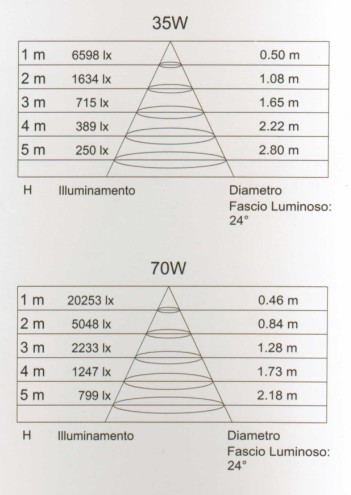 35W
1 m 6598 lx 0.50 m
2 m 1634 lx 1.08 m
3 m 715 lx 1.65 m
4 m 389 lx 2.22 m
5 m 250 lx 2.80 m
H Illuminamento Diametro
Fascio Luminoso:
24°
70W
1 m 20253 lx 0.46 m
2 m 5048 lx 0.84 m
3 m 2233 lx 1.28 m
4 m 1247 lx 1.73 m
5 m 799 lx 2.18 m
H Illuminamento Diametro
Fascio Luminoso:
24°